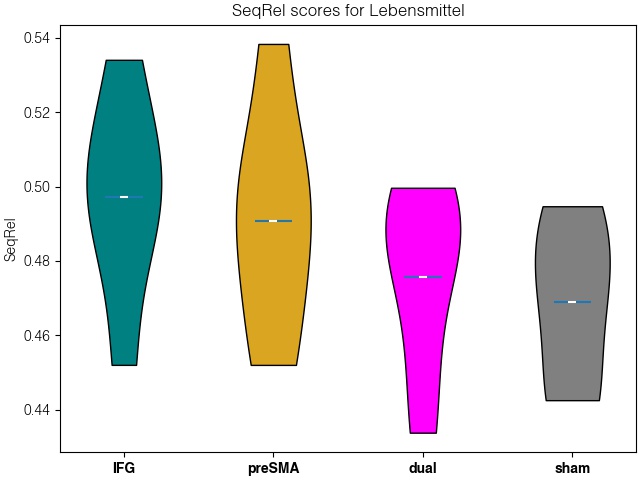 SeqRel scores for Lebensmittel
0.54
0.52
0.50
0.48
0.46
0.44
SeqRel
IFG
preSMA
dual
sham